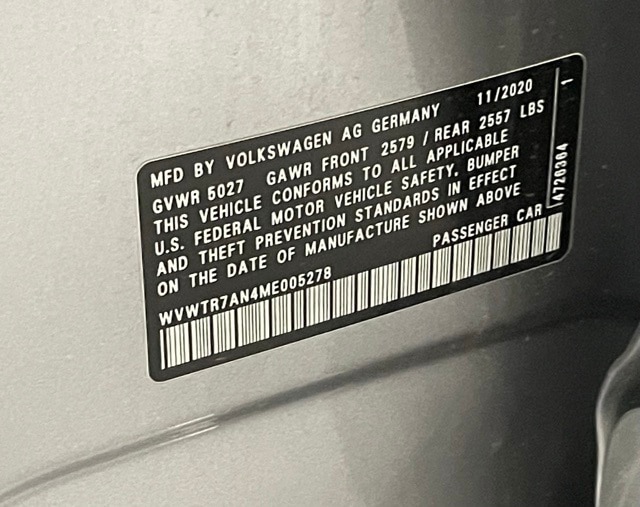 MFD BY VOLKSWAGEN AG GERMANY 11/2020
GVWR 5027 GAWR FRONT 2579 / REAR 2557 LBS
THIS VEHICLE CONFORMS TO ALL APPLICABLE
U.S. FEDERAL MOTOR VEHICLE SAFETY, BUMPER
AND THEFT PREVENTION STANDARDS IN EFFECT
ON THE DATE OF MANUFACTURE SHOWN ABOVE
PASSENGER CAR
WVWTR7AN4ME005278
4726964 1